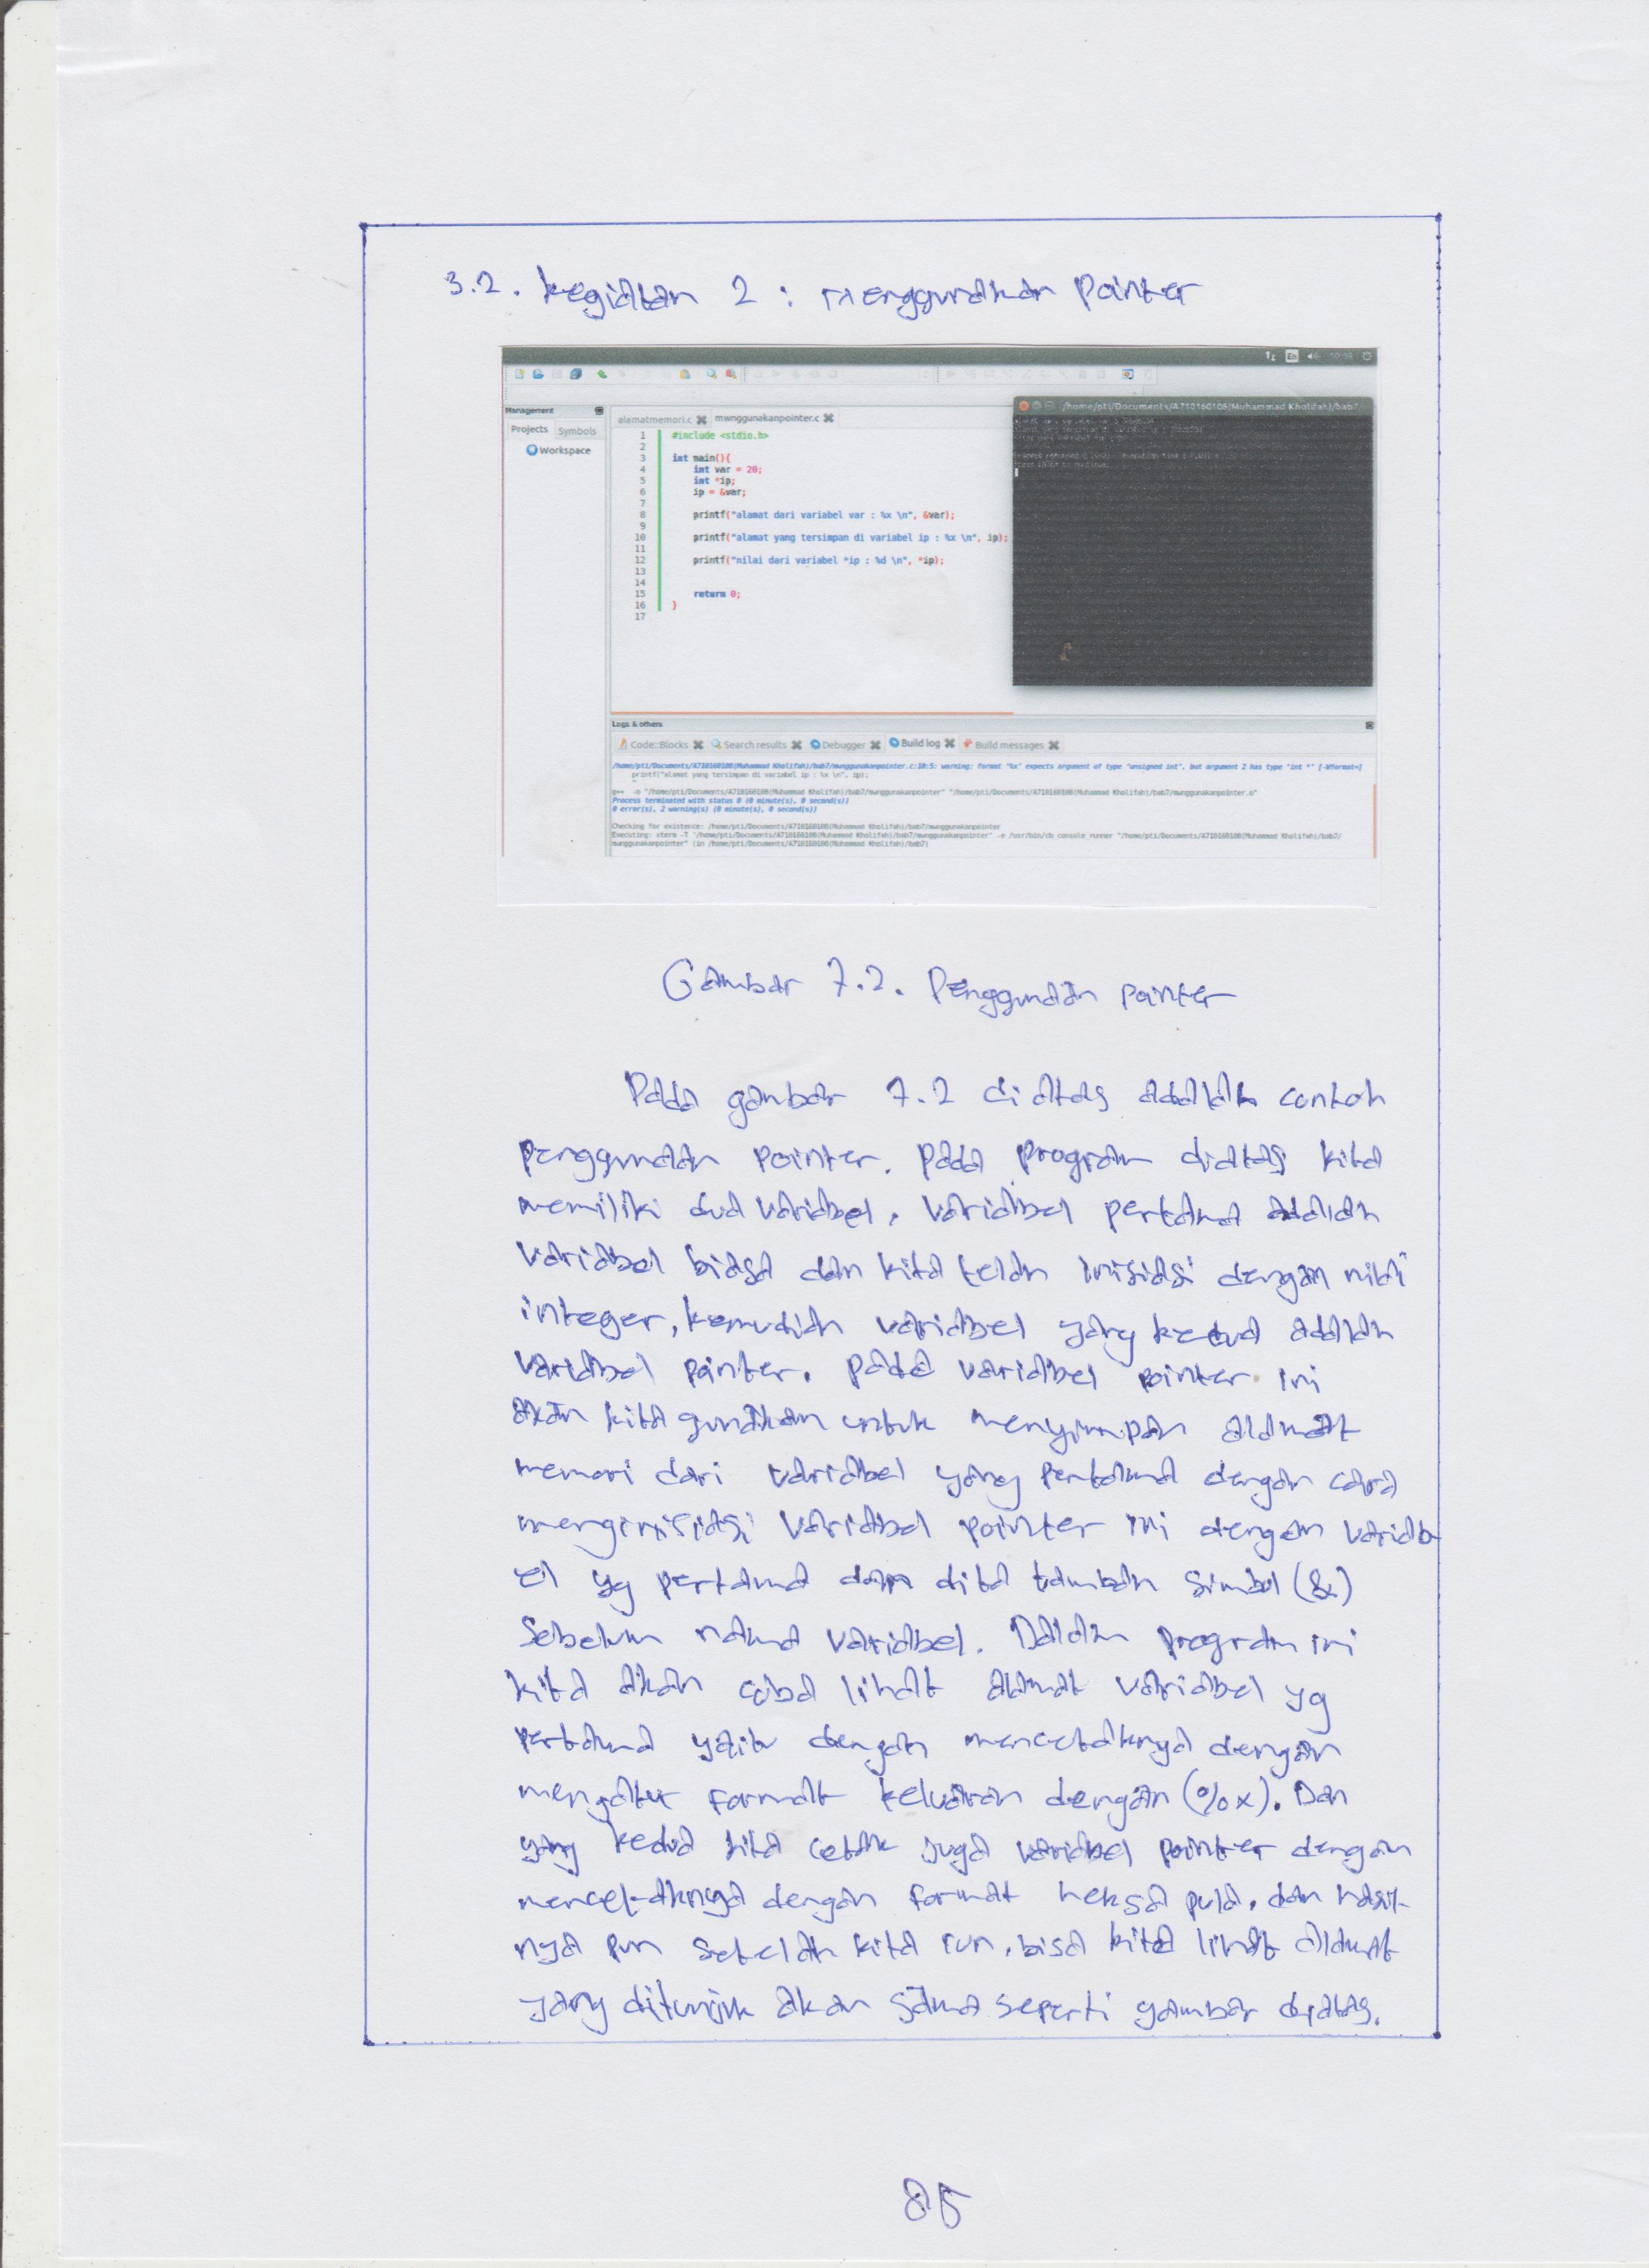 3.2. kegiatan 2 : Menggunakan Pointer
En
Management
Projects Symbols
Workspace
alamatmemori.c mwnggunakanpointer.c
1 #include <stdio.h>
2
3 int main(){
4 int var = 20;
5 int *ip;
6 ip = &var;
7
8 printf("alamat dari variabel var : %x \n", &var);
9
10 printf("alamat yang tersimpan di variabel ip : %x \n", ip);
11
12 printf("nilai dari variabel *ip : %d \n", *ip);
13
14
15 return 0;
16 }
17
/home/pti/Documents/A710160106(Muhammad Kholifah)/bab7
Logs & others
Code::Blocks Search results Debugger Build log Build messages
/home/pti/Documents/A710160106(Muhammad Kholifah)/bab7/mwnggunakanpointer.c:10:5: warning: format '%x' expects argument of type 'unsigned int', but argument 2 has type 'int *' [-Wformat=]
printf("alamat yang tersimpan di variabel ip : %x \n", ip);
g++ -o "/home/pti/Documents/A710160106(Muhammad Kholifah)/bab7/mwnggunakanpointer" "/home/pti/Documents/A710160106(Muhammad Kholifah)/bab7/mwnggunakanpointer.o"
Process terminated with status 0 (0 minute(s), 0 second(s))
0 error(s), 2 warning(s) (0 minute(s), 0 second(s))
Checking for existence: /home/pti/Documents/A710160106(Muhammad Kholifah)/bab7/mwnggunakanpointer
Executing: xterm -T '/home/pti/Documents/A710160106(Muhammad Kholifah)/bab7/mwnggunakanpointer' -e /usr/bin/cb_console_runner "/home/pti/Documents/A710160106(Muhammad Kholifah)/bab7/
mwnggunakanpointer" (in /home/pti/Documents/A710160106(Muhammad Kholifah)/bab7)
Gambar 7.2. Penggunaan pointer
Pada gambar 7.2 di atas adalah contoh
penggunaan pointer. pada program diatas kita
memiliki dua variabel. variabel pertama adalah
variabel biasa dan kita telah inisiasi dengan nilai
integer, kemudian variabel yang kedua adalah
variabel pointer. pada variabel pointer ini
akan kita gunakan untuk menyimpan alamat
memori dari variabel yang pertama dengan cara
menginisiasi variabel pointer ini dengan variab-
el yg pertama dan kita tambah simbol (&)
sebelum nama variabel. Dalam program ini
kita akan coba lihat alamat variabel yg
pertama yaitu dengan mencetaknya dengan
mengatur format keluaran dengan (%x). Dan
yang kedua kita cetak juga variabel pointer dengan
mencetaknya dengan format heksa pula. dan hasil-
nya pun setelah kita run, bisa kita lihat alamat
yang ditunjuk akan sama seperti gambar diatas.
85